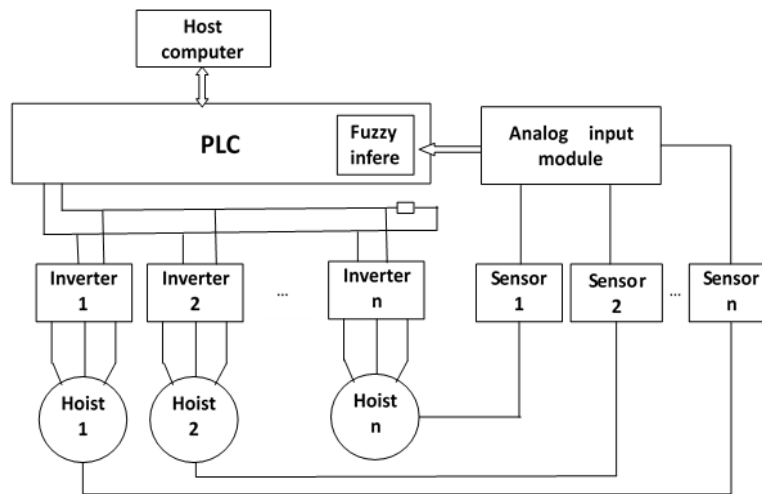 Host
computer
PLC
Fuzzy
infere
Analog input
module
Inverter
1
Inverter
2
...
Inverter
n
Sensor
1
Sensor
2
...
Sensor
n
Hoist
1
Hoist
2
Hoist
n